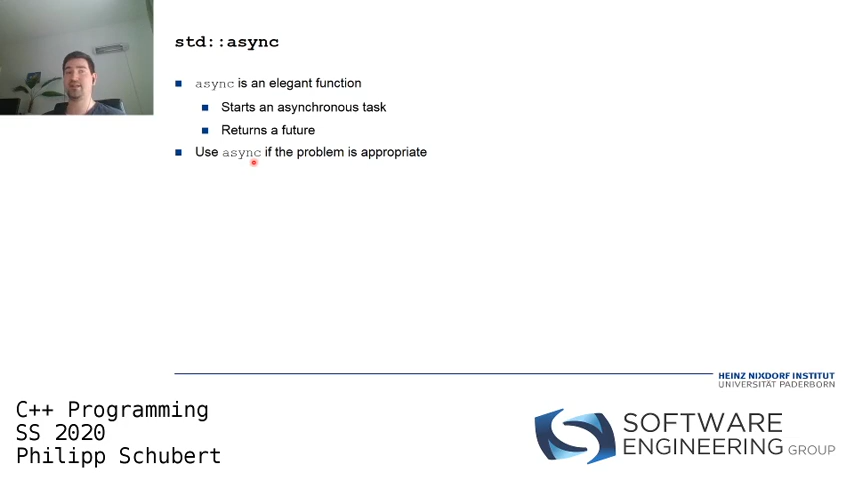 std::async
async is an elegant function
Starts an asynchronous task
Returns a future
Use async if the problem is appropriate
HEINZ NIXDORF INSTITUT
UNIVERSITÄT PADERBORN
C++ Programming
SS 2020
Philipp Schubert
SOFTWARE
ENGINEERING GROUP